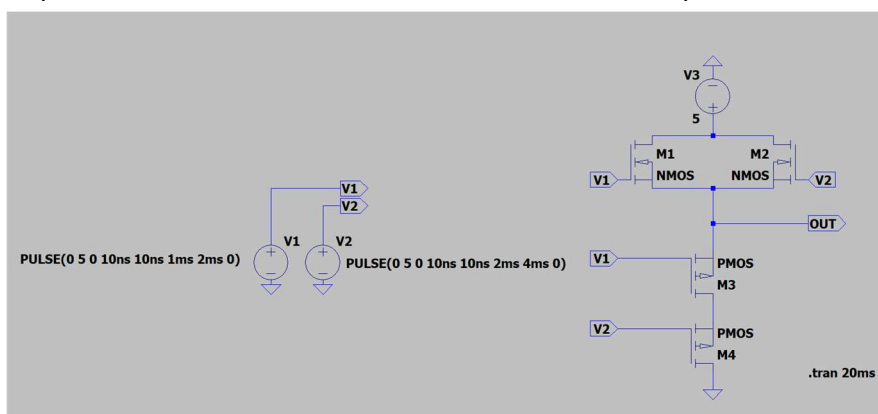 V3
5
M1
M2
V1
NMOS
NMOS
V2
V1
V2
OUT
V1
V2
PULSE(0 5 0 10ns 10ns 1ms 2ms 0)
PULSE(0 5 0 10ns 10ns 2ms 4ms 0)
V1
PMOS
M3
V2
PMOS
M4
.tran 20ms